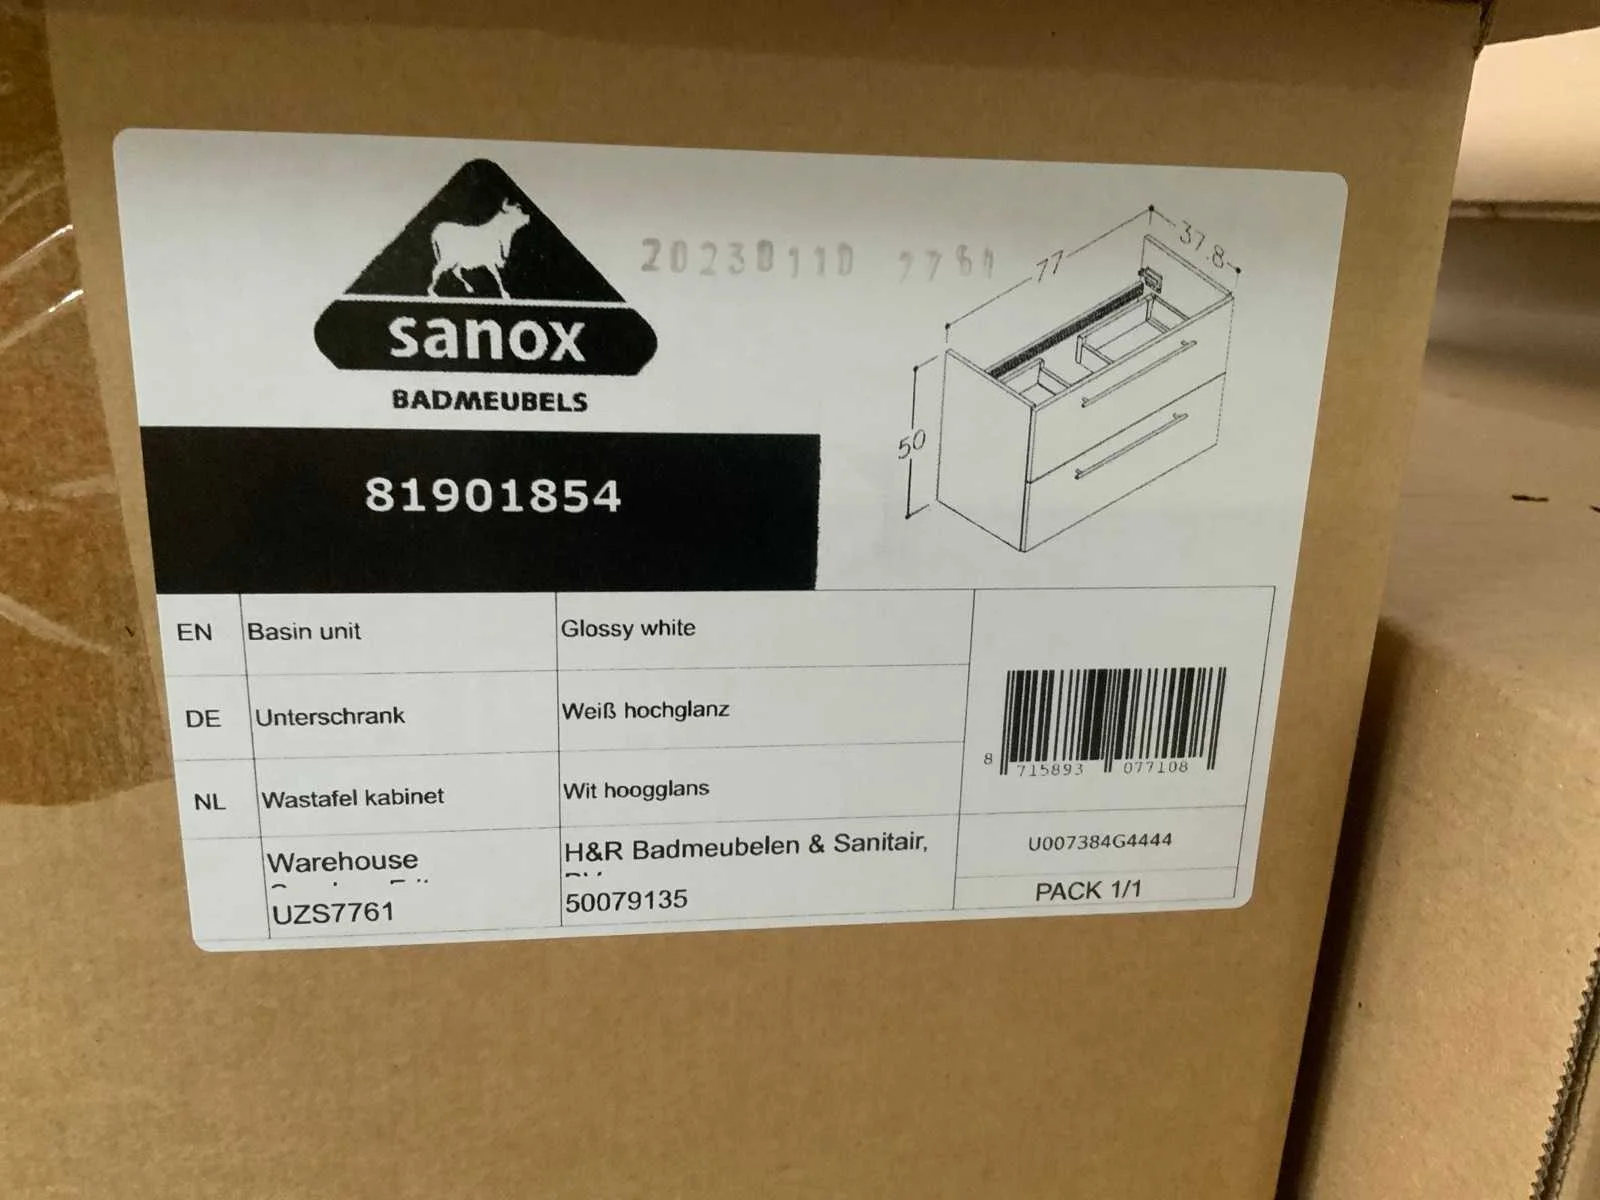 sanox
BADMEUBELS
20230110
77
37.8
50
81901854
EN Basin unit Glossy white
DE Unterschrank Weiß hochglanz
NL Wastafel kabinet Wit hoogglans
8 715893 077108
Warehouse
H&R Badmeubelen & Sanitair,
UZS7761
50079135
U007384G4444
PACK 1/1